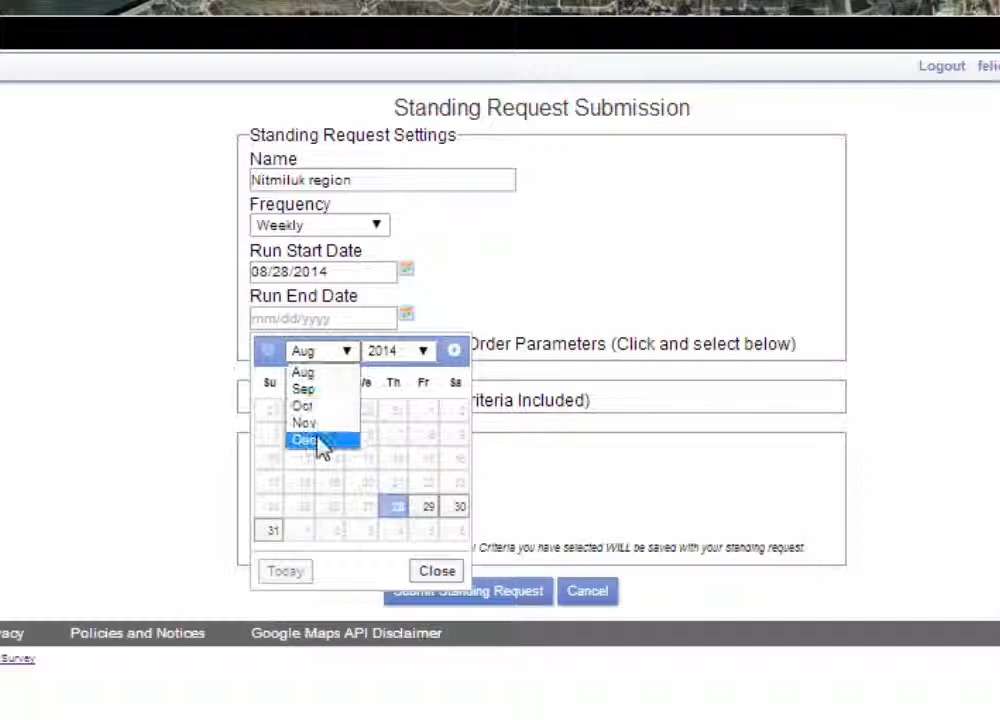 Logout
Standing Request Submission
Standing Request Settings
Name
Nitmiluk region
Frequency
Weekly
Run Start Date
08/28/2014
Run End Date
mm/dd/yyyy
Order Parameters (Click and select below)
Aug 2014
Su Th Fr Sa
Aug
Sep
Oct
Nov
Dec
riteria Included)
28 29 30
31
Criteria you have selected WILL be saved with your standing request.
Today Close
Submit Standing Request Cancel
acy Policies and Notices Google Maps API Disclaimer
Survey